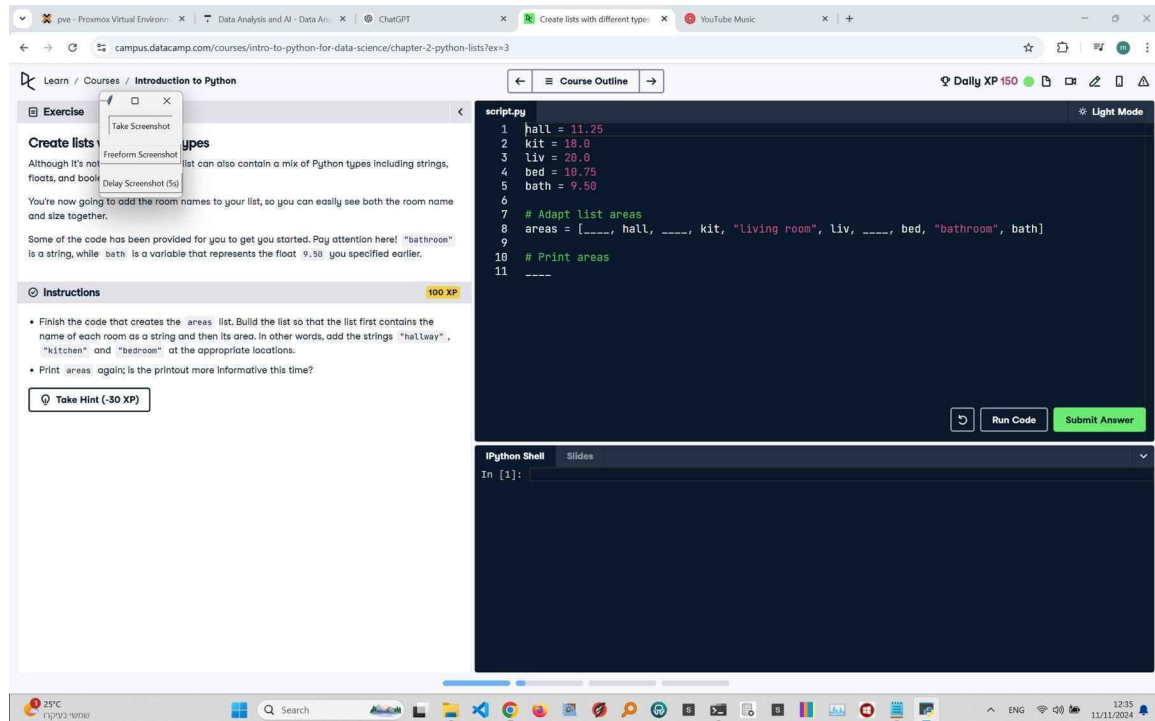 pve - Proxmox Virtual Environm
Data Analysis and AI - Data An
ChatGPT
Create lists with different types
YouTube Music
campus.datacamp.com/courses/intro-to-python-for-data-science/chapter-2-python-lists?ex=3
m
Learn / Courses / Introduction to Python
Course Outline
Daily XP 150
Exercise
Take Screenshot
Freeform Screenshot
Delay Screenshot (5s)
Create lists ypes
Although it's not list can also contain a mix of Python types including strings,
floats, and
You're now going to add the room names to your list, so you can easily see both the room name
and size together.
Some of the code has been provided for you to get you started. Pay attention here! "bathroom"
is a string, while bath is a variable that represents the float 9.50 you specified earlier.
Instructions
100 XP
• Finish the code that creates the areas list. Build the list so that the list first contains the
name of each room as a string and then its area. In other words, add the strings "hallway" ,
"kitchen" and "bedroom" at the appropriate locations.
• Print areas again; is the printout more informative this time?
Take Hint (-30 XP)
script.py
Light Mode
1 hall = 11.25
2 kit = 18.0
3 liv = 20.0
4 bed = 10.75
5 bath = 9.50
6
7 # Adapt list areas
8 areas = [____, hall, ____, kit, "living room", liv, ____, bed, "bathroom", bath]
9
10 # Print areas
11 ____
Run Code
Submit Answer
IPython Shell
Slides
In [1]:
1
25°C
שמשי בעיקרו
Search
ENG
12:35
11/11/2024